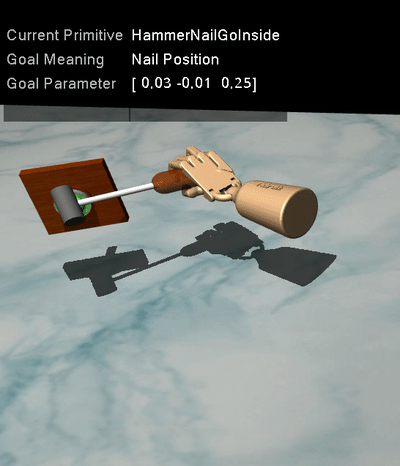 Current Primitive HammerNailGoInside
Goal Meaning Nail Position
Goal Parameter [ 0.03 -0.01 0.25]